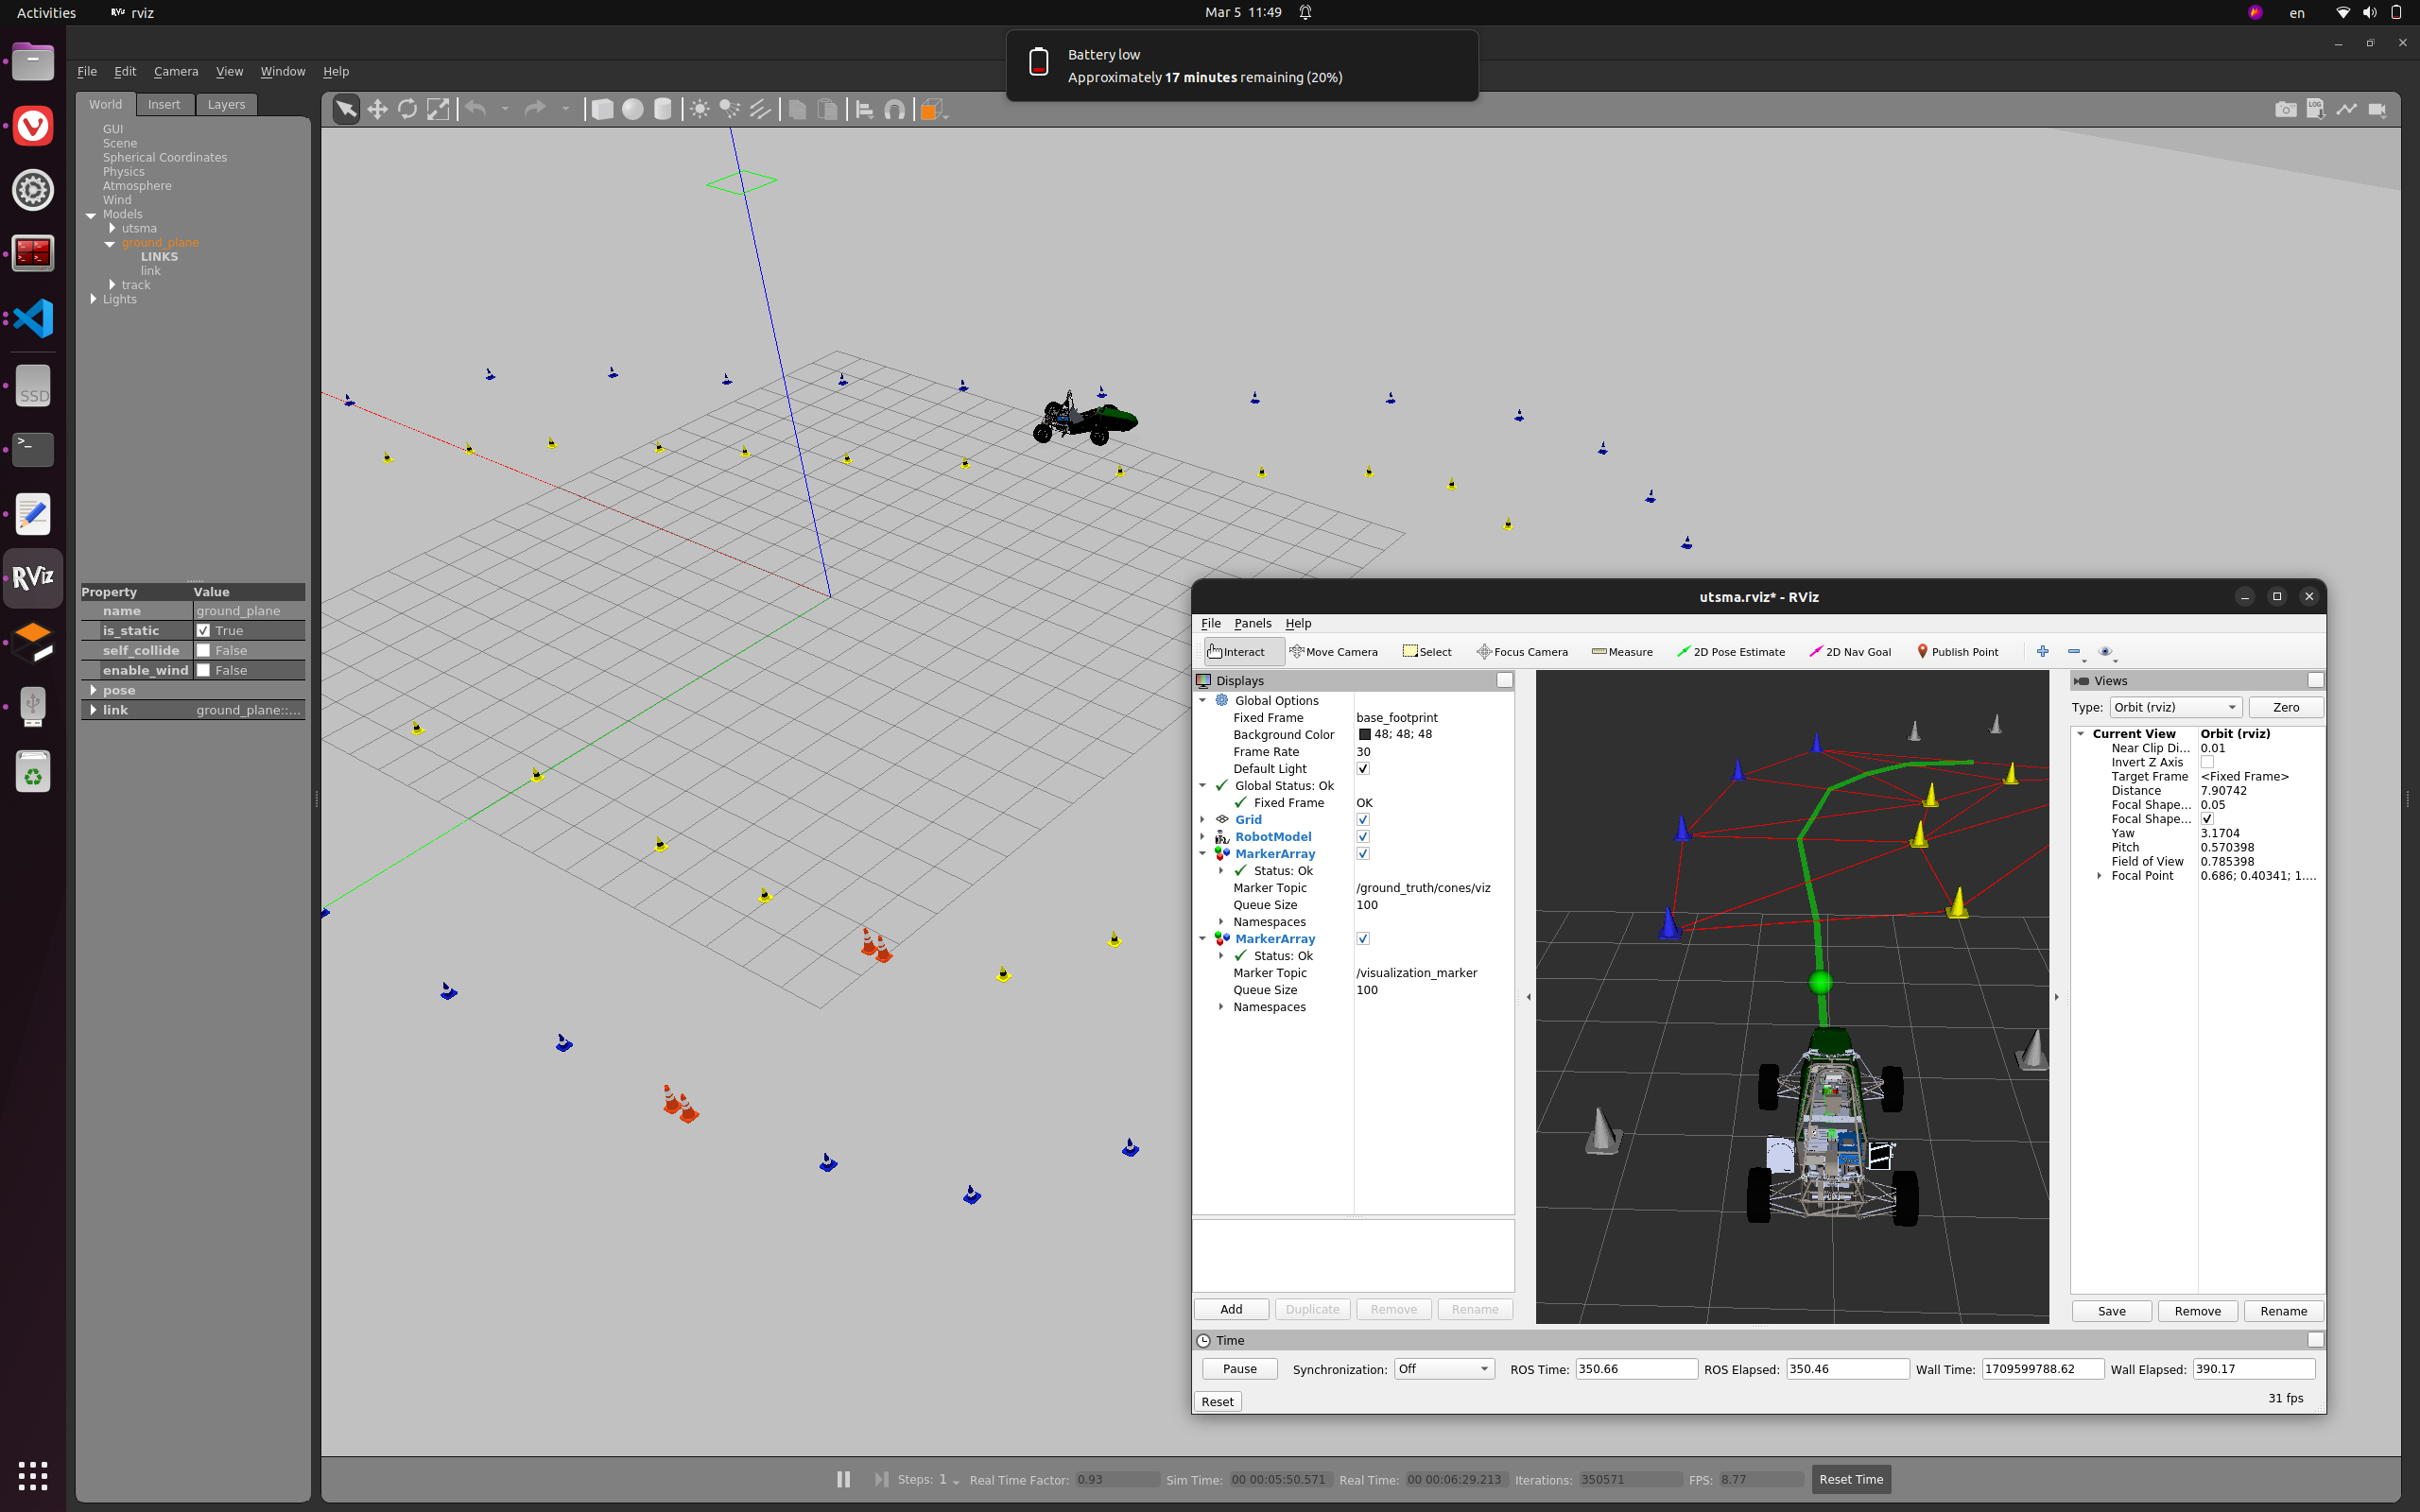 Activities
rviz
Mar 5 11:49
en
Battery low
Approximately 17 minutes remaining (20%)
File Edit Camera View Window Help
World Insert Layers
GUI
Scene
Spherical Coordinates
Physics
Atmosphere
Wind
Models
utsma
ground_plane
LINKS
link
track
Lights
SSD
RViz
LOG
Property Value
name ground_plane
is_static True
self_collide False
enable_wind False
pose
link ground_plane::...
utsma.rviz* - RViz
File Panels Help
Interact Move Camera Select Focus Camera Measure 2D Pose Estimate 2D Nav Goal Publish Point
Displays
Global Options
Fixed Frame base_footprint
Background Color 48; 48; 48
Frame Rate 30
Default Light
Global Status: Ok
Fixed Frame OK
Grid
RobotModel
MarkerArray
Status: Ok
Marker Topic /ground_truth/cones/viz
Queue Size 100
Namespaces
MarkerArray
Status: Ok
Marker Topic /visualization_marker
Queue Size 100
Namespaces
Add Duplicate Remove Rename
Views
Type: Orbit (rviz) Zero
Current View Orbit (rviz)
Near Clip Di... 0.01
Invert Z Axis
Target Frame <Fixed Frame>
Distance 7.90742
Focal Shape... 0.05
Focal Shape...
Yaw 3.1704
Pitch 0.570398
Field of View 0.785398
Focal Point 0.686; 0.40341; 1....
Save Remove Rename
Time
Pause Synchronization: Off ROS Time: 350.66 ROS Elapsed: 350.46 Wall Time: 1709599788.62 Wall Elapsed: 390.17
Reset
31 fps
Steps: 1 Real Time Factor: 0.93 Sim Time: 00 00:05:50.571 Real Time: 00 00:06:29.213 Iterations: 350571 FPS: 8.77 Reset Time